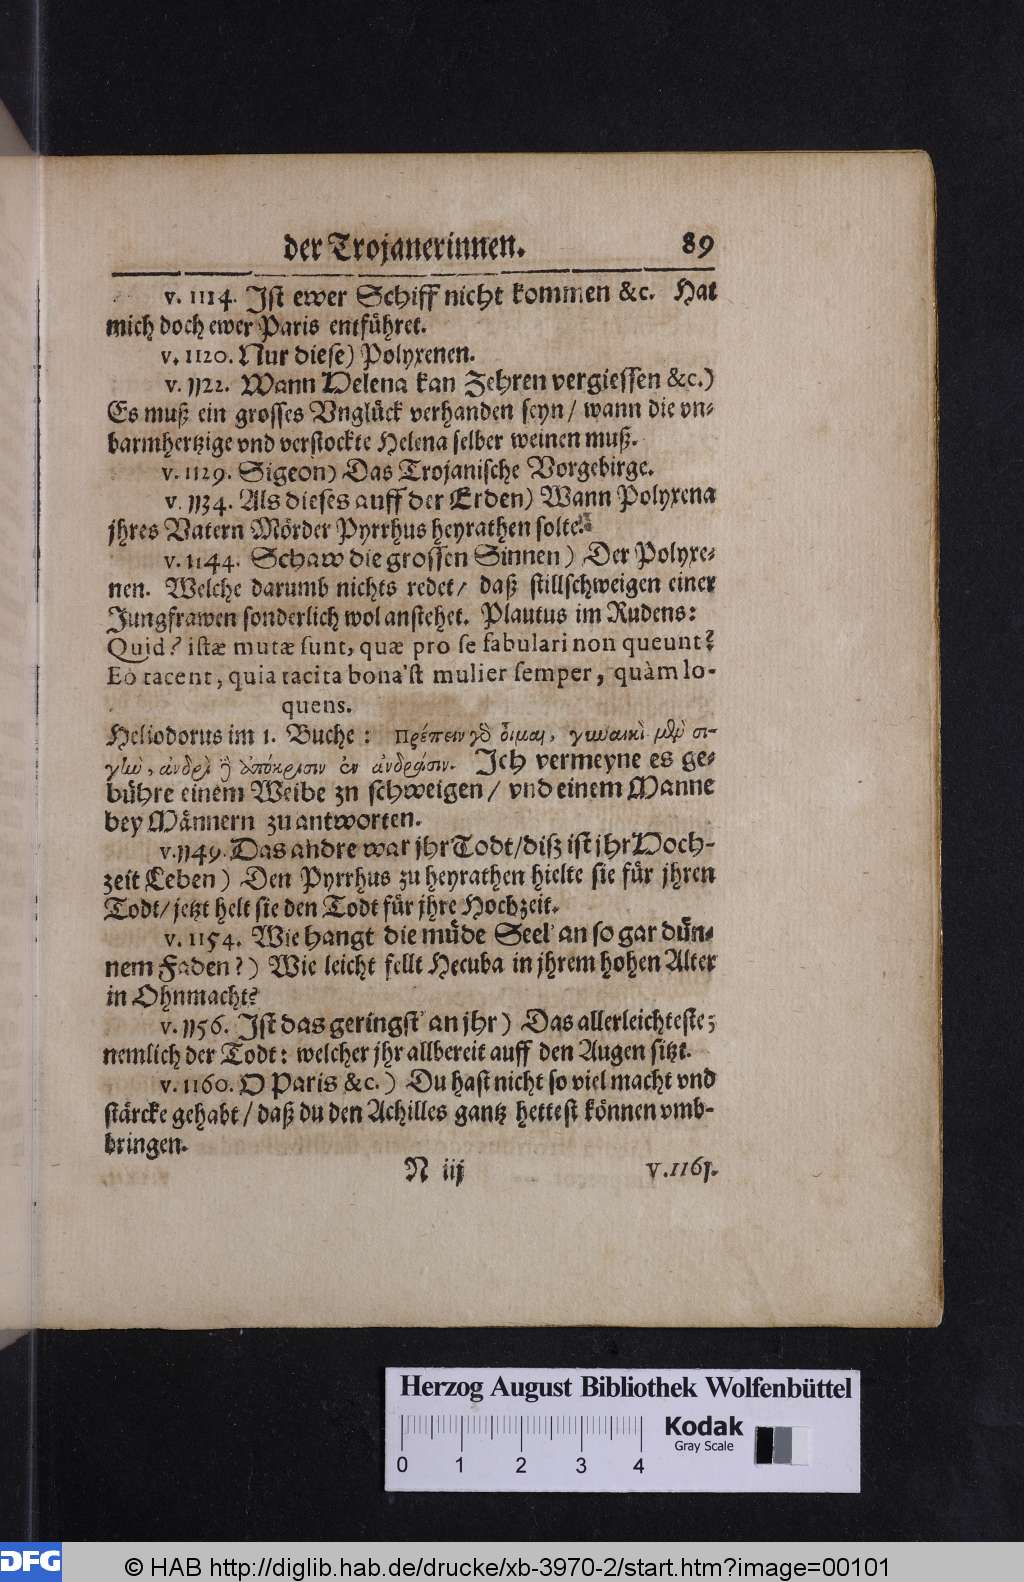 der Trojanerinnen. 89
v. 1114. Ist ewer Schiff nicht kommen &c. Hat
mich doch ewer Paris entführet.
v. 1120. Nur diese) Polyxenen.
v. 1122. Wann Helena kan Zehren vergiessen &c.)
Es muß ein grosses Vnglück verhanden seyn / wann die vn-
barmhertzige vnd verstockte Helena selber weinen muß.
v. 1129. Sigeon) Das Trojanische Vorgebirge.
v. 1134. Als dieses auff der Erden) Wann Polyxena
jhres Vatern Mörder Pyrrhus heyrathen solte.
v. 1144. Schaw die grossen Sinnen) Der Polyxe-
nen. Welche darumb nichts redet / daß stillschweigen einer
Jungfrawen sonderlich wol anstehet. Plautus im Rudens:
Quid? istæ mutæ sunt, quæ pro se fabulari non queunt?
Eò tacent, quia tacita bona'st mulier semper, quàm lo-
quens.
Heliodorus im 1. Buche: Πρέπειν γὸ οἶμαι, γυναικὶ μὲν σι-
γὴν, ἀνδρὶ ἢ ἀπόκρισιν ἐν ἀνδράσιν. Ich vermeyne es ge-
bühre einem Weibe zu schweigen / vnd einem Manne
bey Männern zu antworten.
v. 1149. Das andre war jhr Todt / diß ist jhr Hoch-
zeit Leben) Den Pyrrhus zu heyrathen hielte sie für jhren
Todt / jetzt helt sie den Todt für jhre Hochzeit.
v. 1154. Wie hangt die müde Seel' an so gar dün-
nem Faden?) Wie leicht fellt Hecuba in jhrem hohen Alter
in Ohnmacht?
v. 1156. Ist das geringst' an jhr) Das allerleichteste;
nemlich der Todt: welcher jhr allbereit auff den Augen sitzt.
v. 1160. O Paris &c.) Du hast nicht so viel macht vnd
stärcke gehabt / daß du den Achilles gantz hettest können vmb-
bringen.
N iij v. 1161.
Herzog August Bibliothek Wolfenbüttel
Kodak
Gray Scale
0 1 2 3 4
DFG © HAB http://diglib.hab.de/drucke/xb-3970-2/start.htm?image=00101